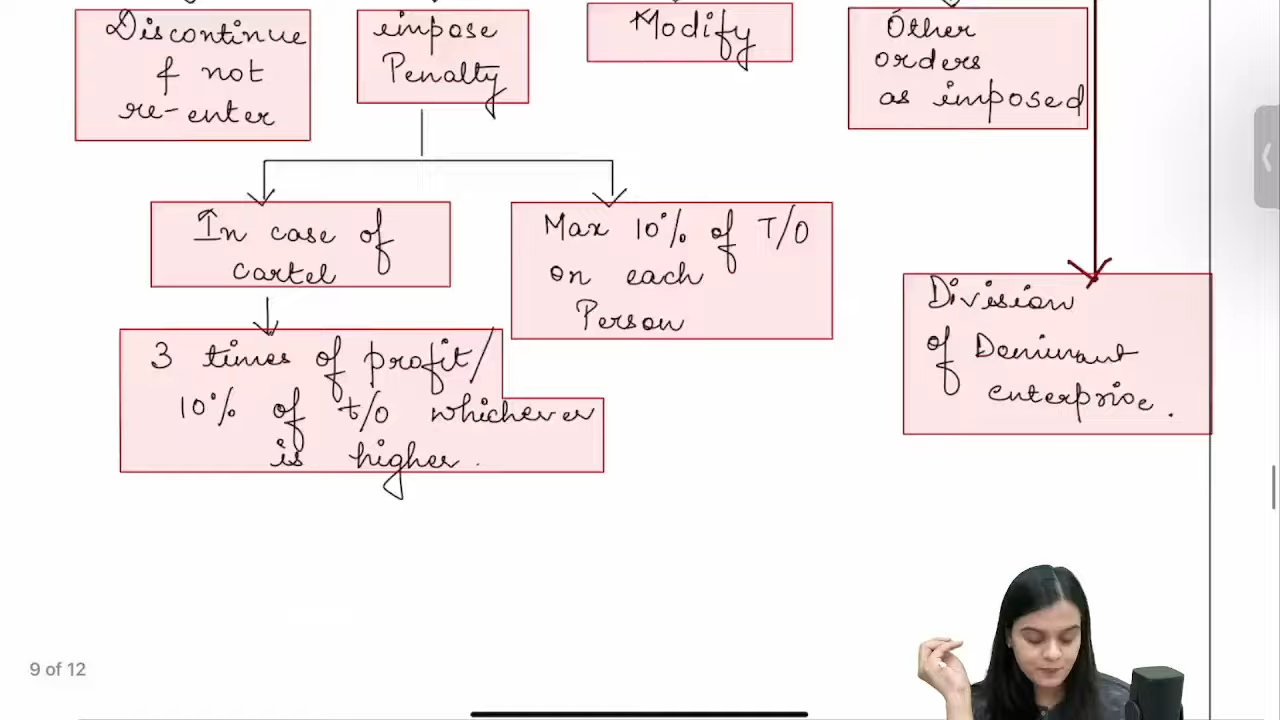 Discontinue
& not
re-enter
impose
Penalty
Modify
Other
orders
as imposed
In case of
cartel
Max 10% of T/O
on each
Person
3 times of profit/
10% of t/o whichever
is higher.
Division
of Dominant
enterprise.
9 of 12